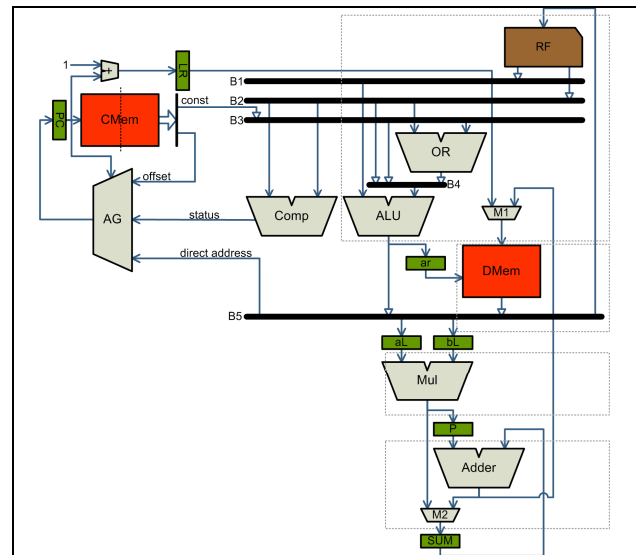 RF
1
+
LR
B1
const
B2
PC
CMem
B3
OR
offset
B4
AG
status
Comp
ALU
M1
direct address
ar
DMem
B5
aL
bL
Mul
P
Adder
M2
SUM